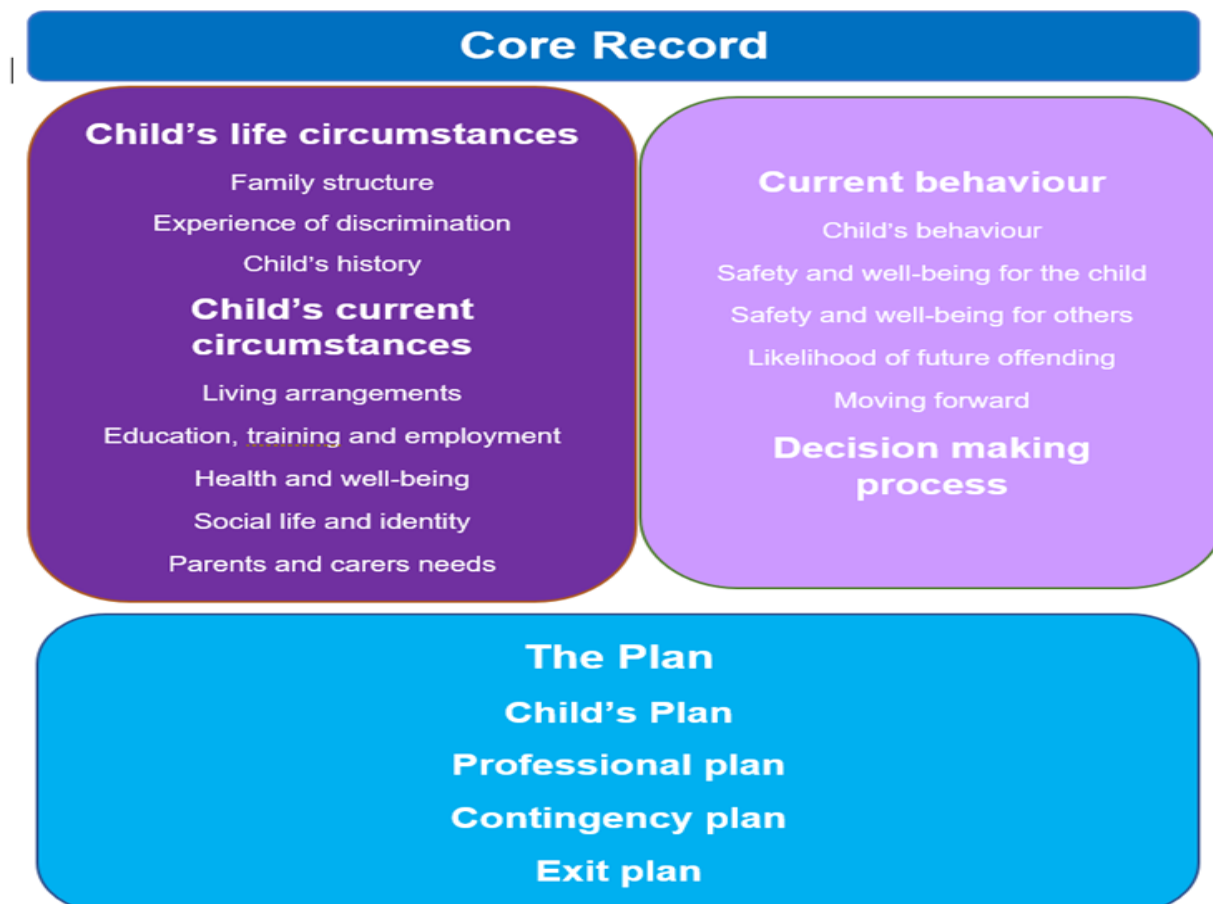 Core Record
Child's life circumstances
Family structure
Experience of discrimination
Child's history
Child's current
circumstances
Living arrangements
Education, training and employment
Health and well-being
Social life and identity
Parents and carers needs
Current behaviour
Child's behaviour
Safety and well-being for the child
Safety and well-being for others
Likelihood of future offending
Moving forward
Decision making
process
The Plan
Child's Plan
Professional plan
Contingency plan
Exit plan